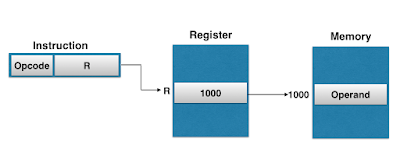 Instruction
Opcode R
Register
R 1000
Memory
1000 Operand